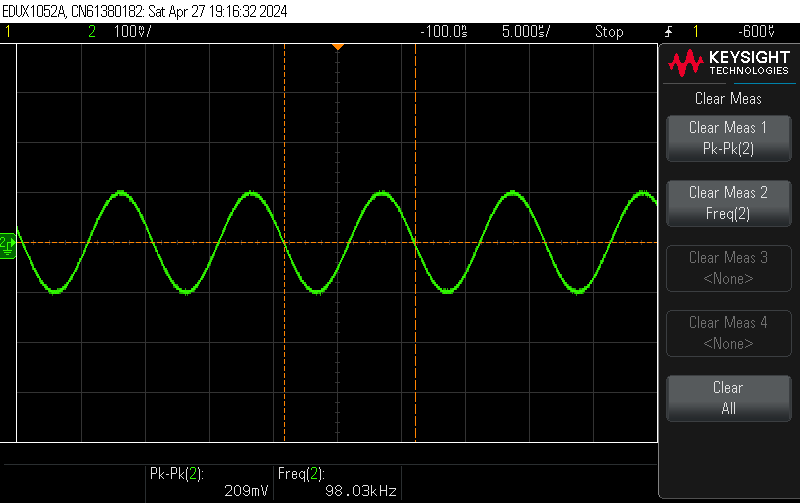 EDUX1052A, CN61380182: Sat Apr 27 19:16:32 2024
1 2 100V/ -100.0s 5.000s/ Stop 1 -600V
KEYSIGHT
TECHNOLOGIES
Clear Meas
Clear Meas 1
Pk-Pk(2)
Clear Meas 2
Freq(2)
Clear Meas 3
<None>
Clear Meas 4
<None>
Clear
All
2
Pk-Pk(2):
209mV
Freq(2):
98.03kHz